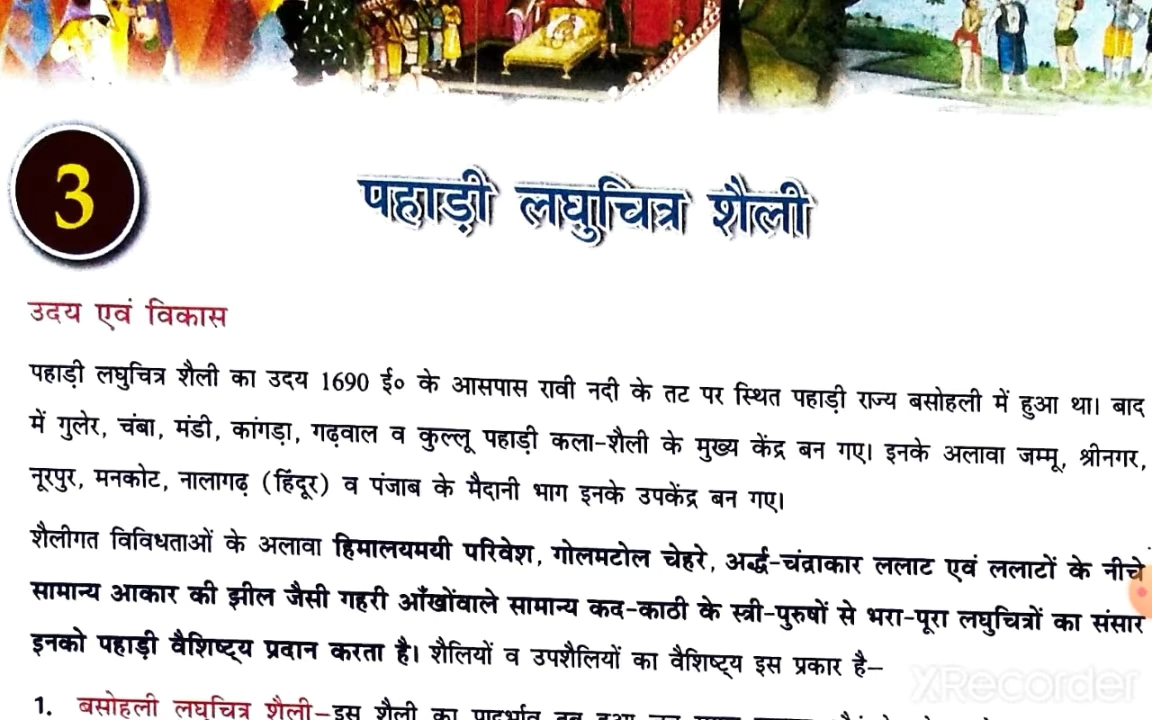 3
पहाड़ी लघुचित्र शैली
उदय एवं विकास
पहाड़ी लघुचित्र शैली का उदय 1690 ई० के आसपास रावी नदी के तट पर स्थित पहाड़ी राज्य बसोहली में हुआ था। बाद
में गुलेर, चंबा, मंडी, कांगड़ा, गढ़वाल व कुल्लू पहाड़ी कला-शैली के मुख्य केंद्र बन गए। इनके अलावा जम्मू, श्रीनगर,
नूरपुर, मनकोट, नालागढ़ (हिंदूर) व पंजाब के मैदानी भाग इनके उपकेंद्र बन गए।
शैलीगत विविधताओं के अलावा हिमालयमयी परिवेश, गोलमटोल चेहरे, अर्द्ध-चंद्राकार ललाट एवं ललाटों के नीचे
सामान्य आकार की झील जैसी गहरी आँखोंवाले सामान्य कद-काठी के स्त्री-पुरुषों से भरा-पूरा लघुचित्रों का संसार
इनको पहाड़ी वैशिष्ट्य प्रदान करता है। शैलियों व उपशैलियों का वैशिष्ट्य इस प्रकार है–
1. बसोहली लघुचित्र शैली–इस शैली का प्रादुर्भाव तब हुआ
XRecorder